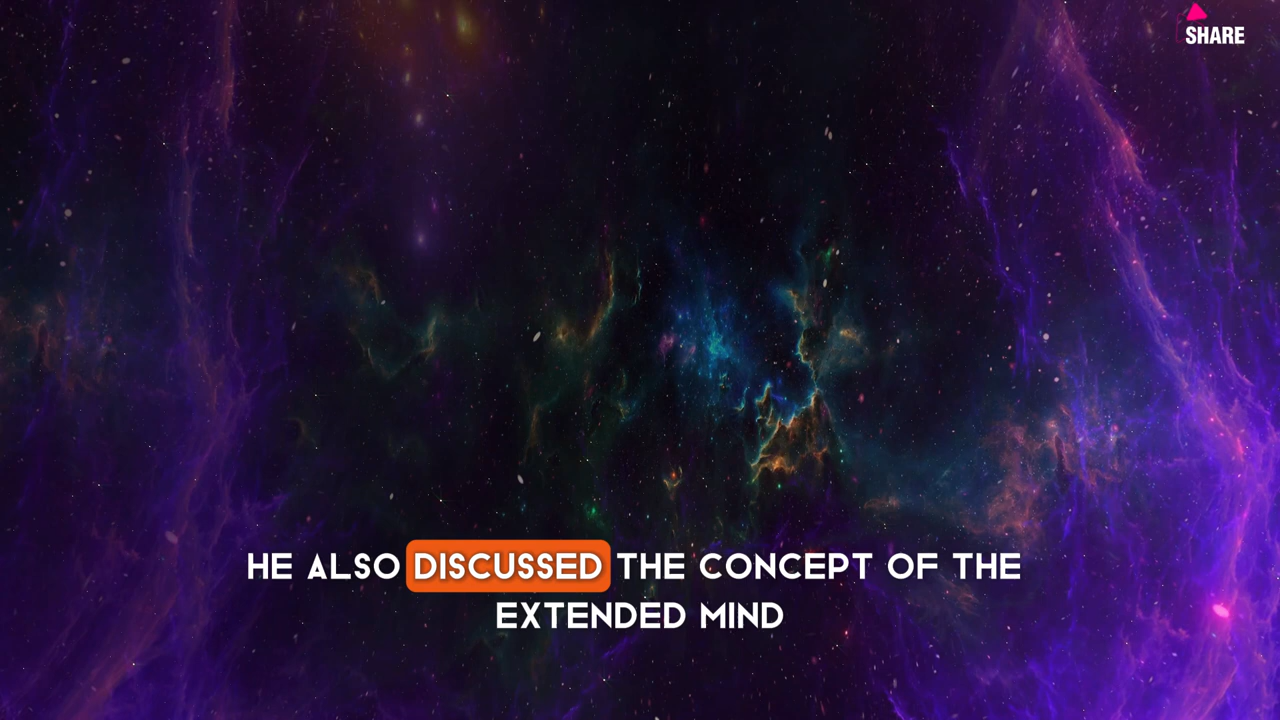 SHARE
HE ALSO DISCUSSED THE CONCEPT OF THE
EXTENDED MIND